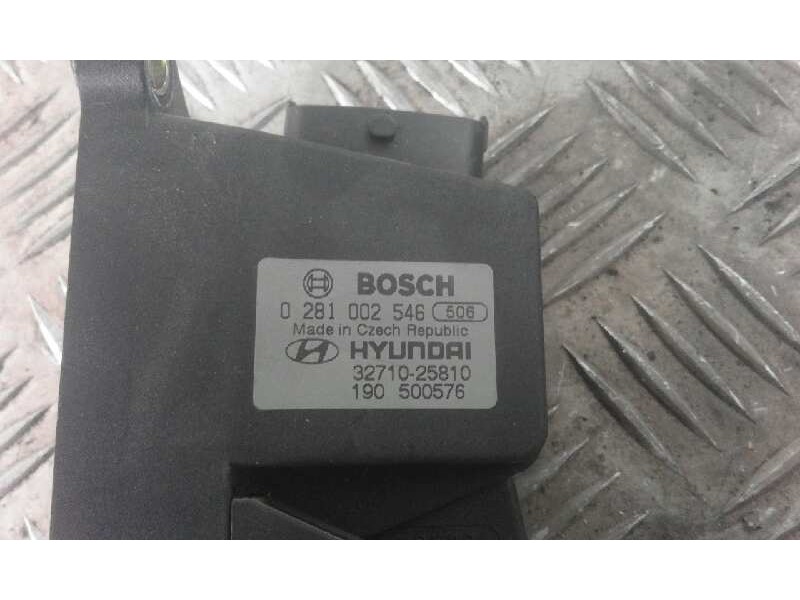 BOSCH
0 281 002 546 506
Made in Czech Republic
HYUNDAI
32710-25810
190 500576